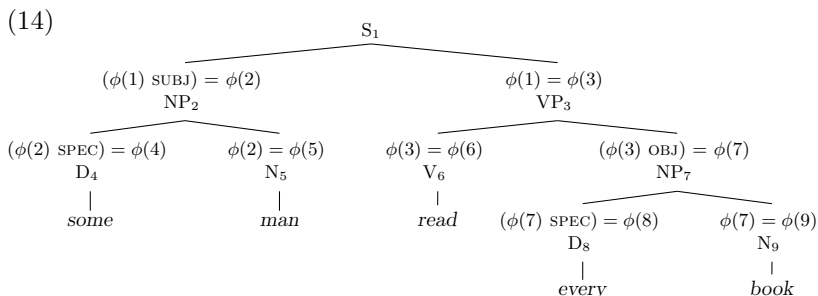 (14)
S₁
(ϕ(1) SUBJ) = ϕ(2) ϕ(1) = ϕ(3)
NP₂ VP₃
(ϕ(2) SPEC) = ϕ(4) ϕ(2) = ϕ(5) ϕ(3) = ϕ(6) (ϕ(3) OBJ) = ϕ(7)
D₄ N₅ V₆ NP₇
some man read (ϕ(7) SPEC) = ϕ(8) ϕ(7) = ϕ(9)
D₈ N₉
every book